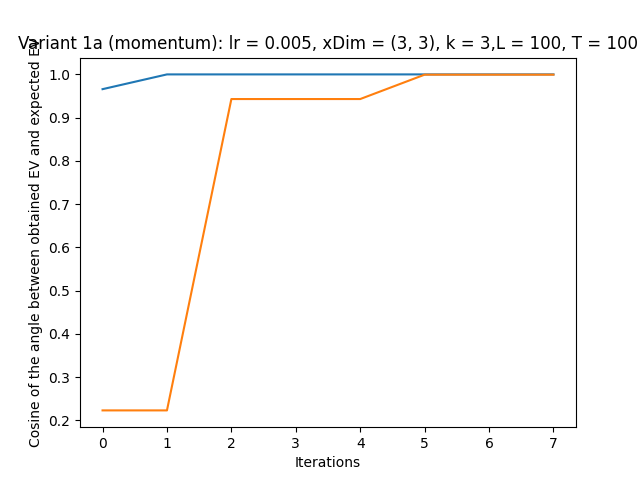 Variant 1a (momentum): lr = 0.005, xDim = (3, 3), k = 3,L = 100, T = 100
Cosine of the angle between obtained EV and expected EV
1.0
0.9
0.8
0.7
0.6
0.5
0.4
0.3
0.2
0 1 2 3 4 5 6 7
Iterations